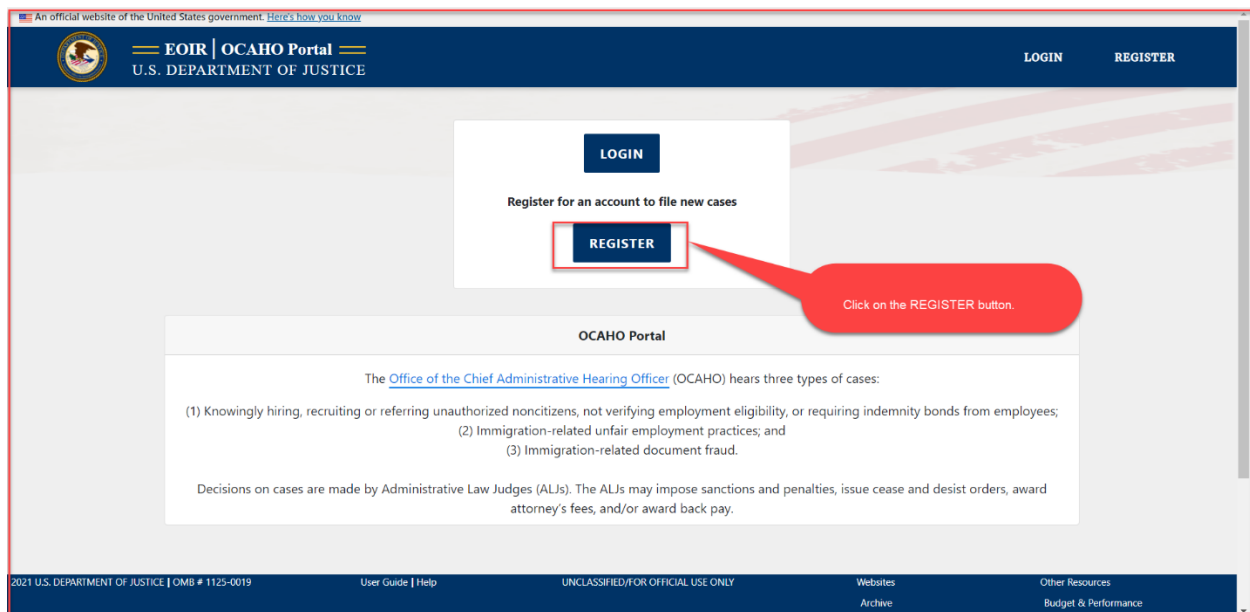 An official website of the United States government. Here's how you know
EOIR | OCAHO Portal
U.S. DEPARTMENT OF JUSTICE
LOGIN
REGISTER
LOGIN
Register for an account to file new cases
REGISTER
Click on the REGISTER button.
OCAHO Portal
The Office of the Chief Administrative Hearing Officer (OCAHO) hears three types of cases:
(1) Knowingly hiring, recruiting or referring unauthorized noncitizens, not verifying employment eligibility, or requiring indemnity bonds from employees;
(2) Immigration-related unfair employment practices; and
(3) Immigration-related document fraud.
Decisions on cases are made by Administrative Law Judges (ALJs). The ALJs may impose sanctions and penalties, issue cease and desist orders, award
attorney's fees, and/or award back pay.
2021 U.S. DEPARTMENT OF JUSTICE | OMB # 1125-0019
User Guide | Help
UNCLASSIFIED/FOR OFFICIAL USE ONLY
Websites
Other Resources
Archive
Budget & Performance